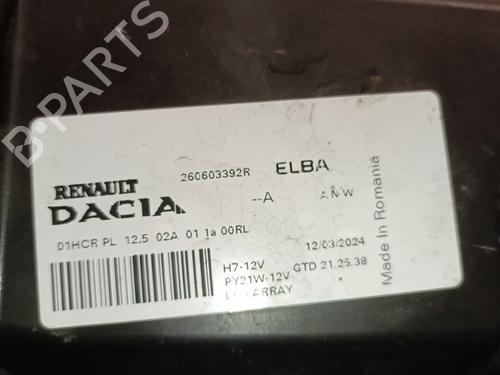 B-PARTS
260603392R ELBA
RENAULT
DACIA
--A A.N.W
01HCR PL 12,5 02A 01 1a 00RL
12/03/2024
H7-12V GTD 21.25.38
PY21W-12V
ARRAY
Made In Romania